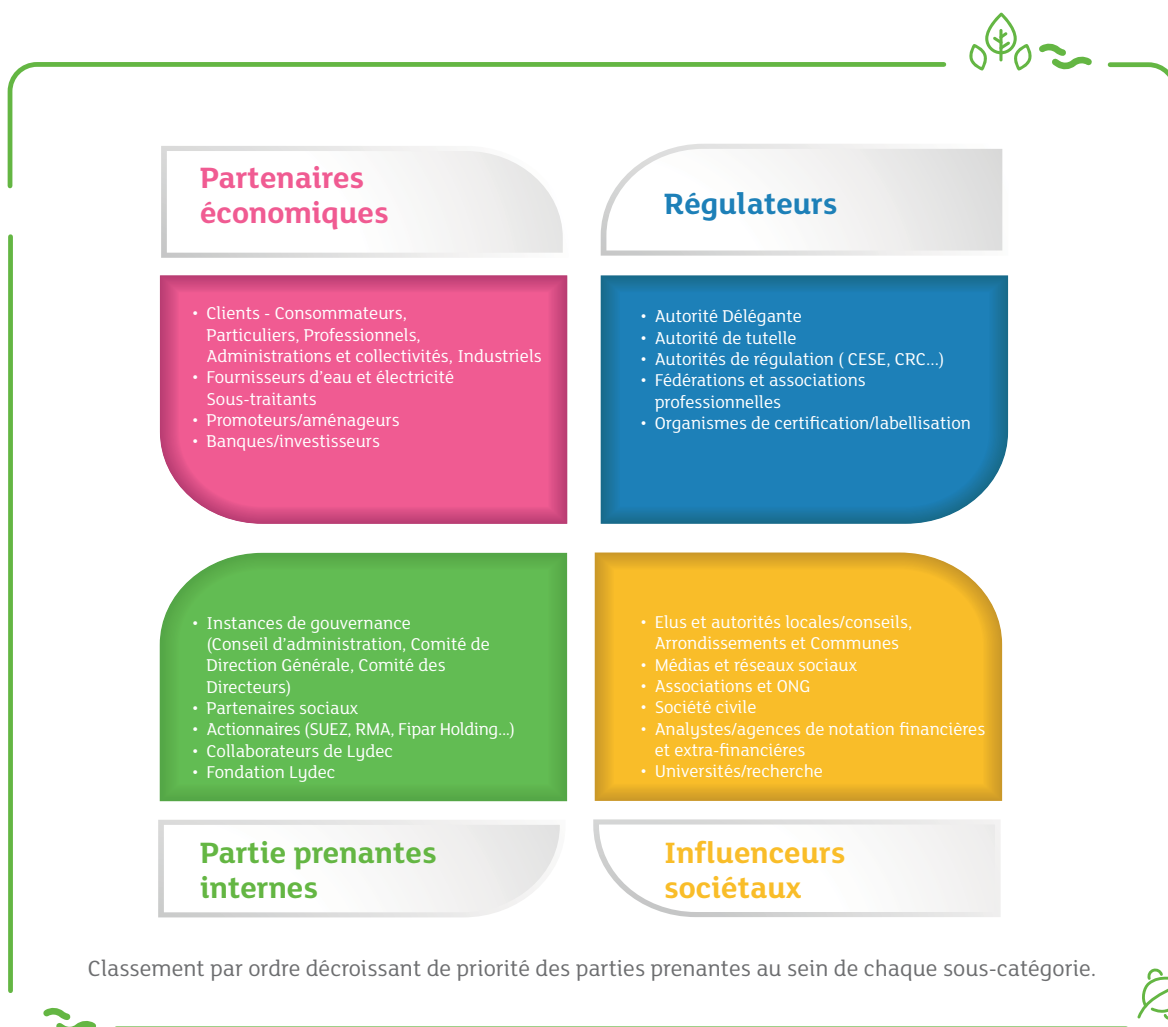 Partenaires
économiques
• Clients - Consommateurs,
Particuliers, Professionnels,
Administrations et collectivités, Industriels
• Fournisseurs d'eau et électricité
Sous-traitants
• Promoteurs/aménageurs
• Banques/investisseurs
Régulateurs
• Autorité Délégante
• Autorité de tutelle
• Autorités de régulation ( CESE, CRC...)
• Fédérations et associations
professionnelles
• Organismes de certification/labellisation
• Instances de gouvernance
(Conseil d'administration, Comité de
Direction Générale, Comité des
Directeurs)
• Partenaires sociaux
• Actionnaires (SUEZ, RMA, Fipar Holding...)
• Collaborateurs de Lydec
• Fondation Lydec
Partie prenantes
internes
• Elus et autorités locales/conseils,
Arrondissements et Communes
• Médias et réseaux sociaux
• Associations et ONG
• Société civile
• Analystes/agences de notation financières
et extra-financiéres
• Universités/recherche
Influenceurs
sociétaux
Classement par ordre décroissant de priorité des parties prenantes au sein de chaque sous-catégorie.